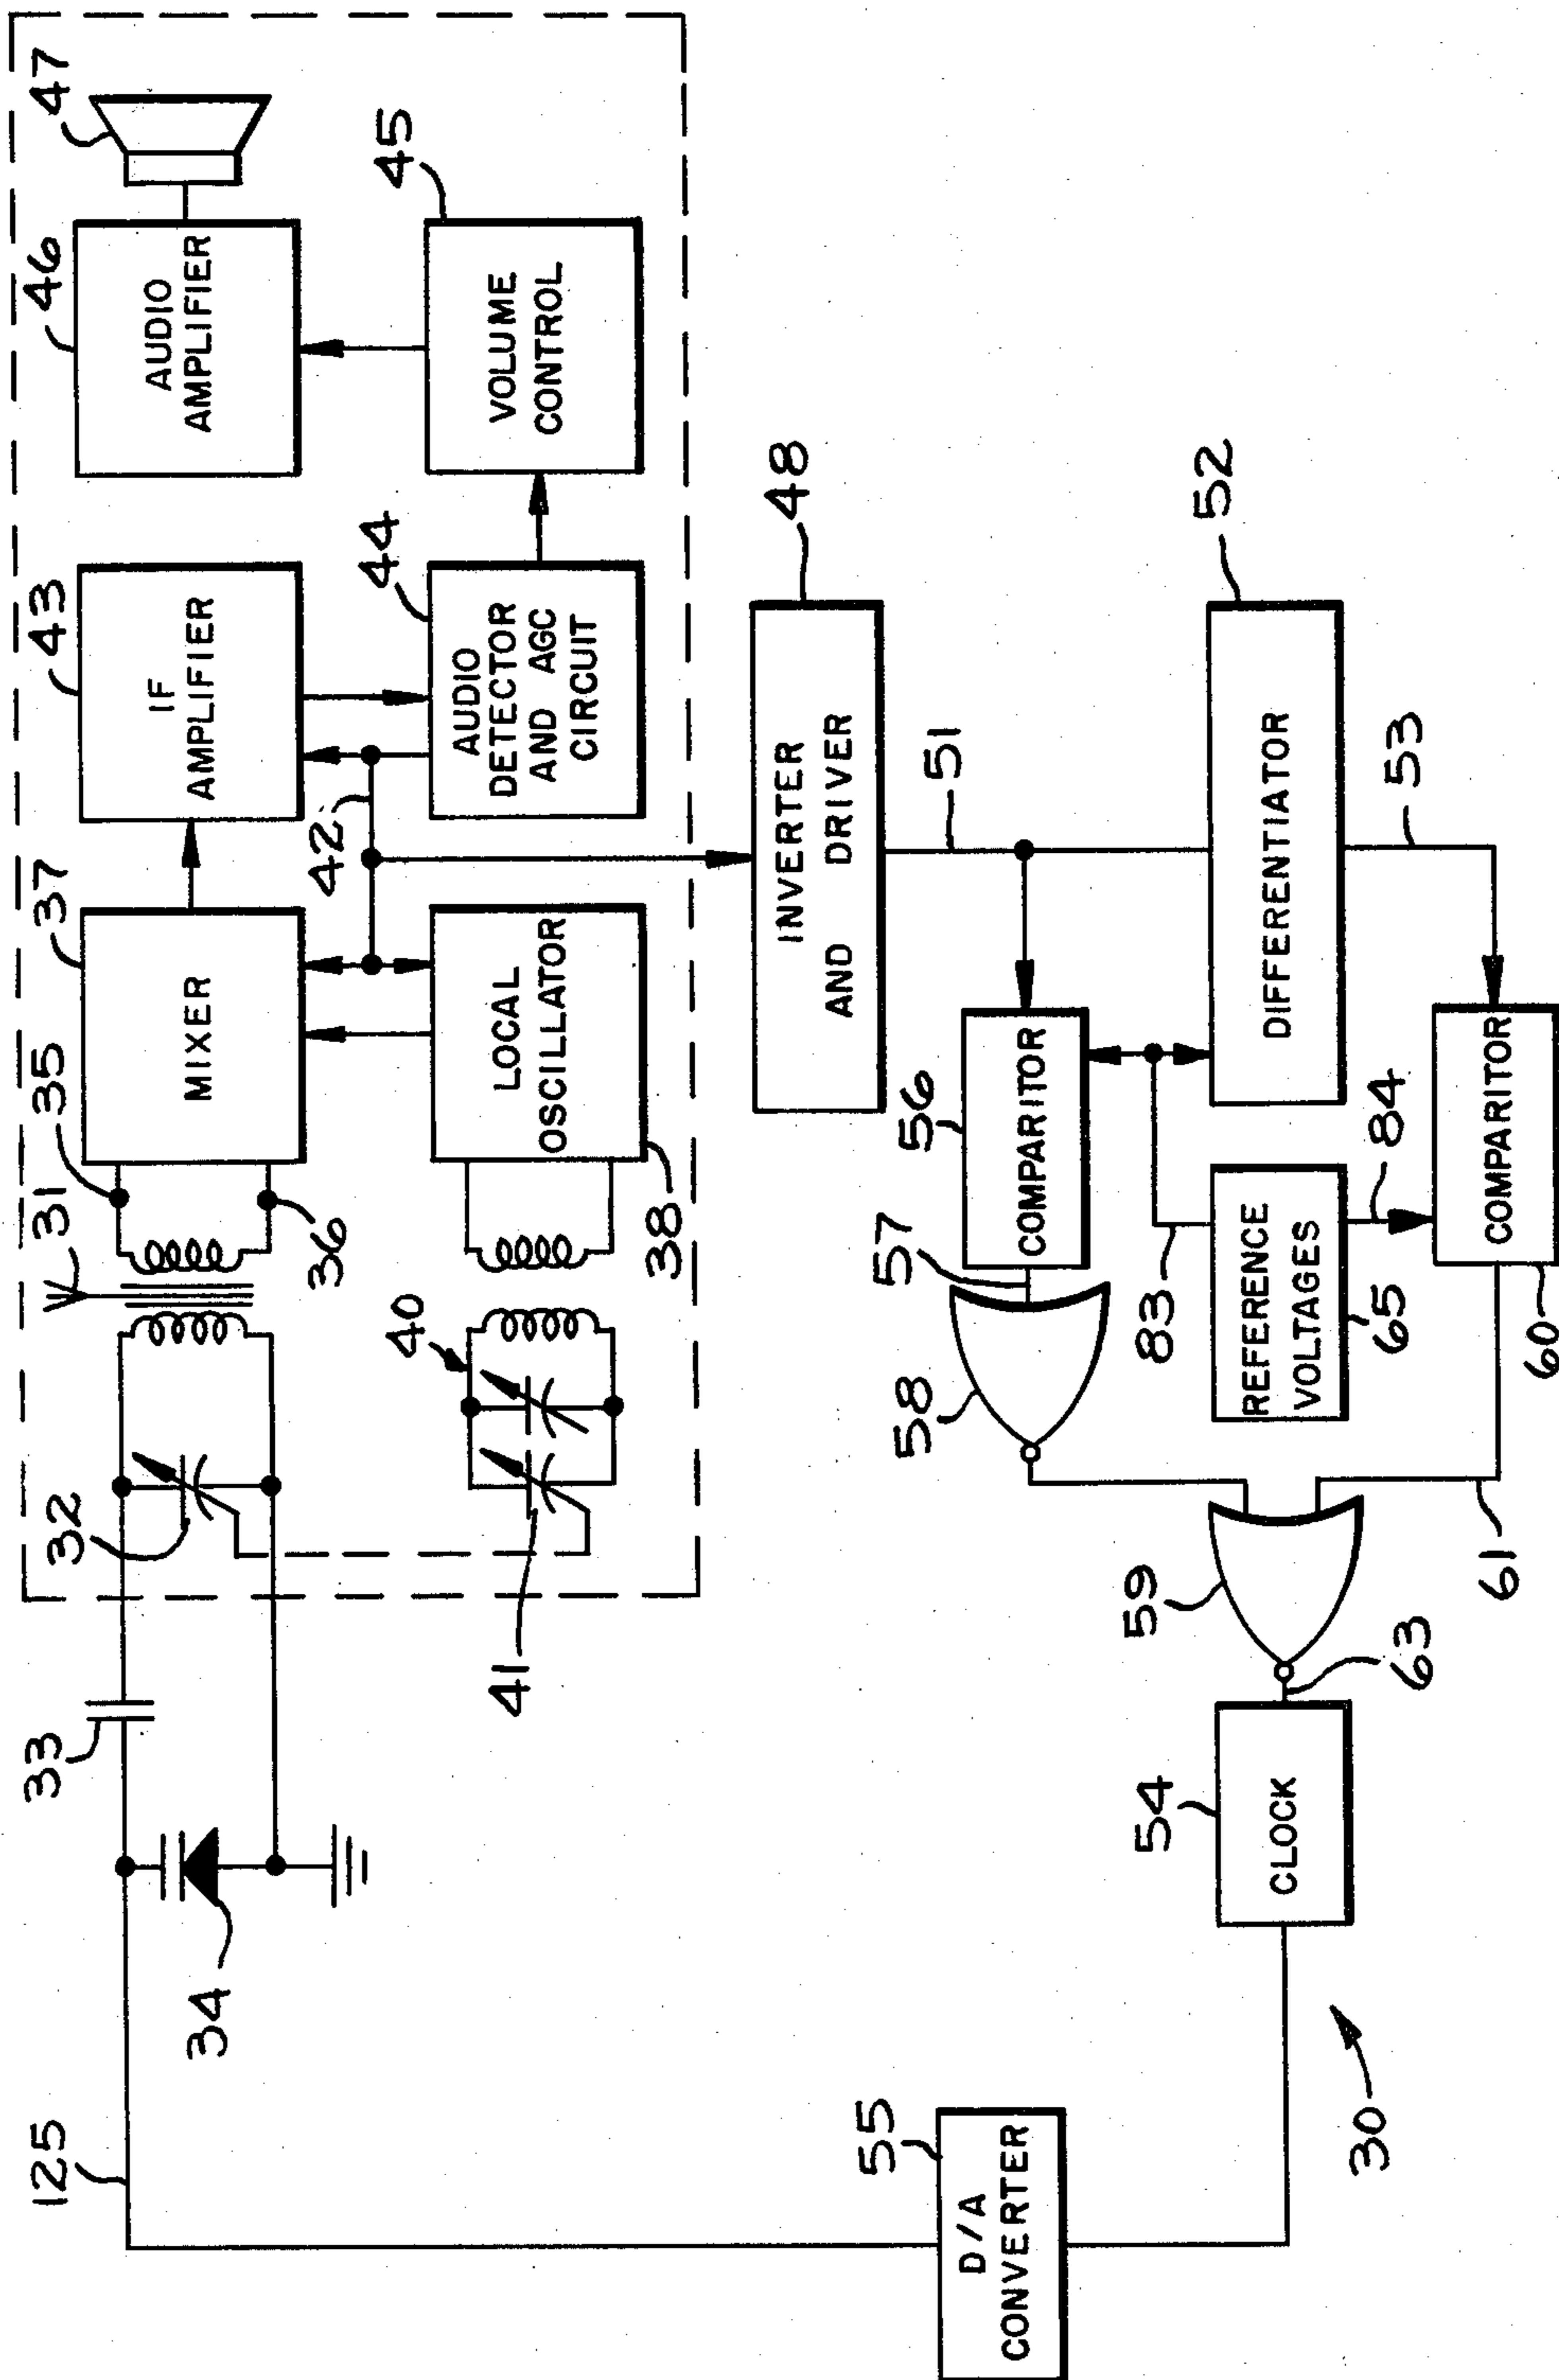 125
33
32
31
35
37
43
46
47
MIXER
IF
AMPLIFIER
AUDIO
AMPLIFIER
34
41
40
36
38
42
44
45
LOCAL
OSCILLATOR
AUDIO
DETECTOR
AND AGC
CIRCUIT
VOLUME
CONTROL
55
D/A
CONVERTER
58
57
56
COMPARITOR
INVERTER
AND DRIVER
48
51
54
CLOCK
59
63
83
REFERENCE
VOLTAGES
65
84
DIFFERENTIATOR
52
53
30
61
60
COMPARITOR